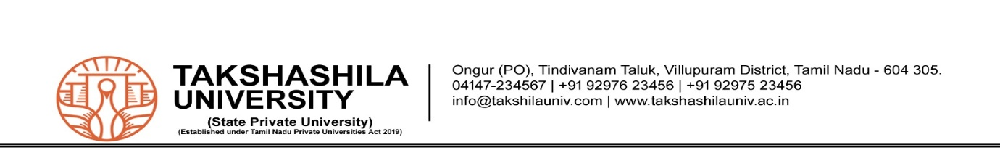 TAKSHASHILA
UNIVERSITY
(State Private University)
(Established under Tamil Nadu Private Universities Act 2019)
Ongur (PO), Tindivanam Taluk, Villupuram District, Tamil Nadu - 604 305.
04147-234567 | +91 92976 23456 | +91 92975 23456
info@takshilauniv.com | www.takshashilauniv.ac.in